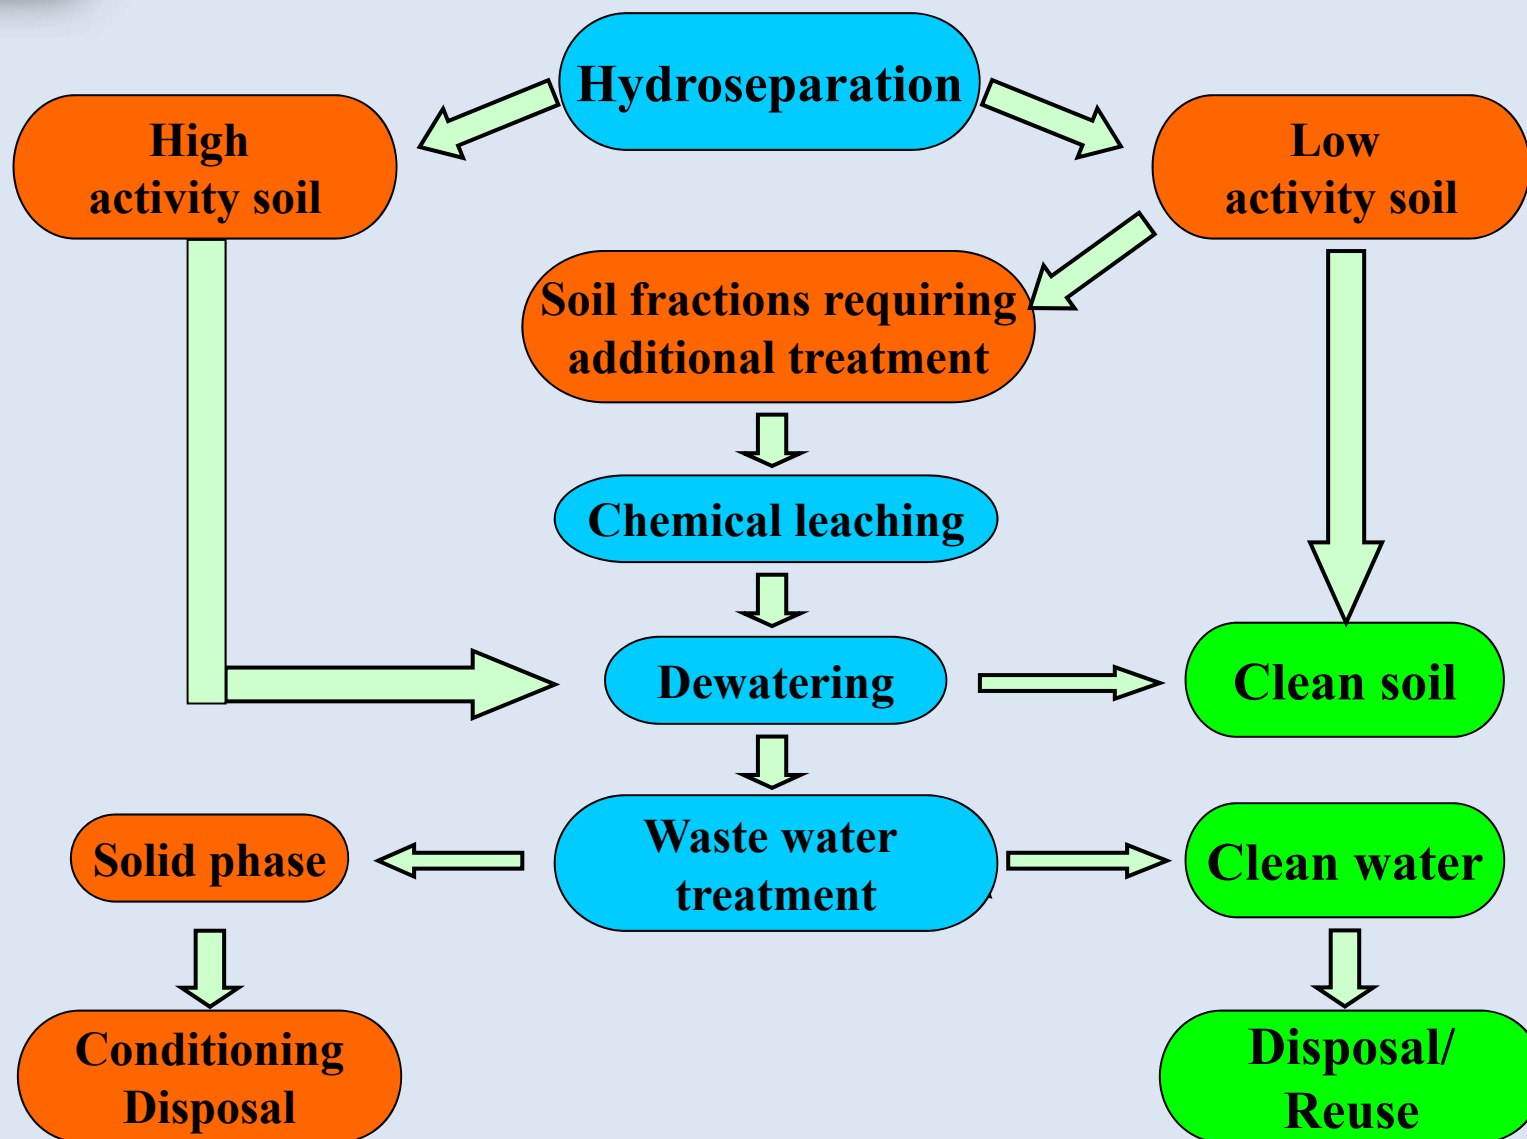 Hydroseparation
High
activity soil
Low
activity soil
Soil fractions requiring
additional treatment
Chemical leaching
Dewatering
Clean soil
Solid phase
Waste water
treatment
Clean water
Conditioning
Disposal
Disposal/
Reuse